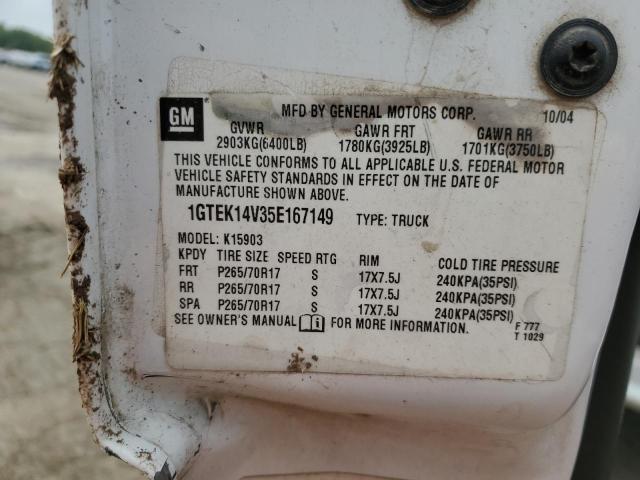 GM
MFD BY GENERAL MOTORS CORP. 10/04
GVWR GAWR FRT GAWR RR
2903KG(6400LB) 1780KG(3925LB) 1701KG(3750LB)
THIS VEHICLE CONFORMS TO ALL APPLICABLE U.S. FEDERAL MOTOR
VEHICLE SAFETY STANDARDS IN EFFECT ON THE DATE OF
MANUFACTURE SHOWN ABOVE.
1GTEK14V35E167149 TYPE: TRUCK
MODEL: K15903
KPDY TIRE SIZE SPEED RTG RIM COLD TIRE PRESSURE
FRT P265/70R17 S 17X7.5J 240KPA(35PSI)
RR P265/70R17 S 17X7.5J 240KPA(35PSI)
SPA P265/70R17 S 17X7.5J 240KPA(35PSI)
SEE OWNER'S MANUAL FOR MORE INFORMATION. F 777
T 1029